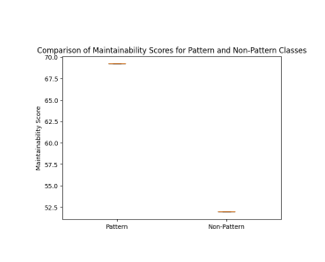 Comparison of Maintainability Scores for Pattern and Non-Pattern Classes
70.0
67.5
65.0
62.5
60.0
57.5
55.0
52.5
Maintainability Score
Pattern
Non-Pattern